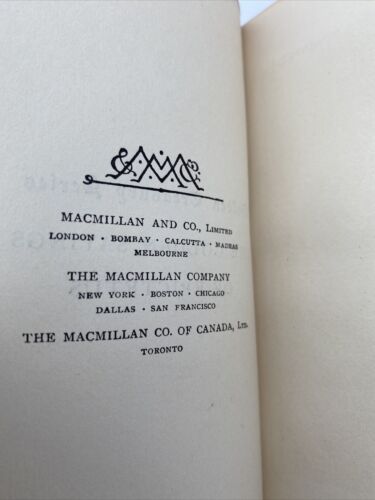 MACMILLAN AND CO., LIMITED
LONDON · BOMBAY · CALCUTTA · MADRAS
MELBOURNE
THE MACMILLAN COMPANY
NEW YORK · BOSTON · CHICAGO
DALLAS · SAN FRANCISCO
THE MACMILLAN CO. OF CANADA, LTD.
TORONTO